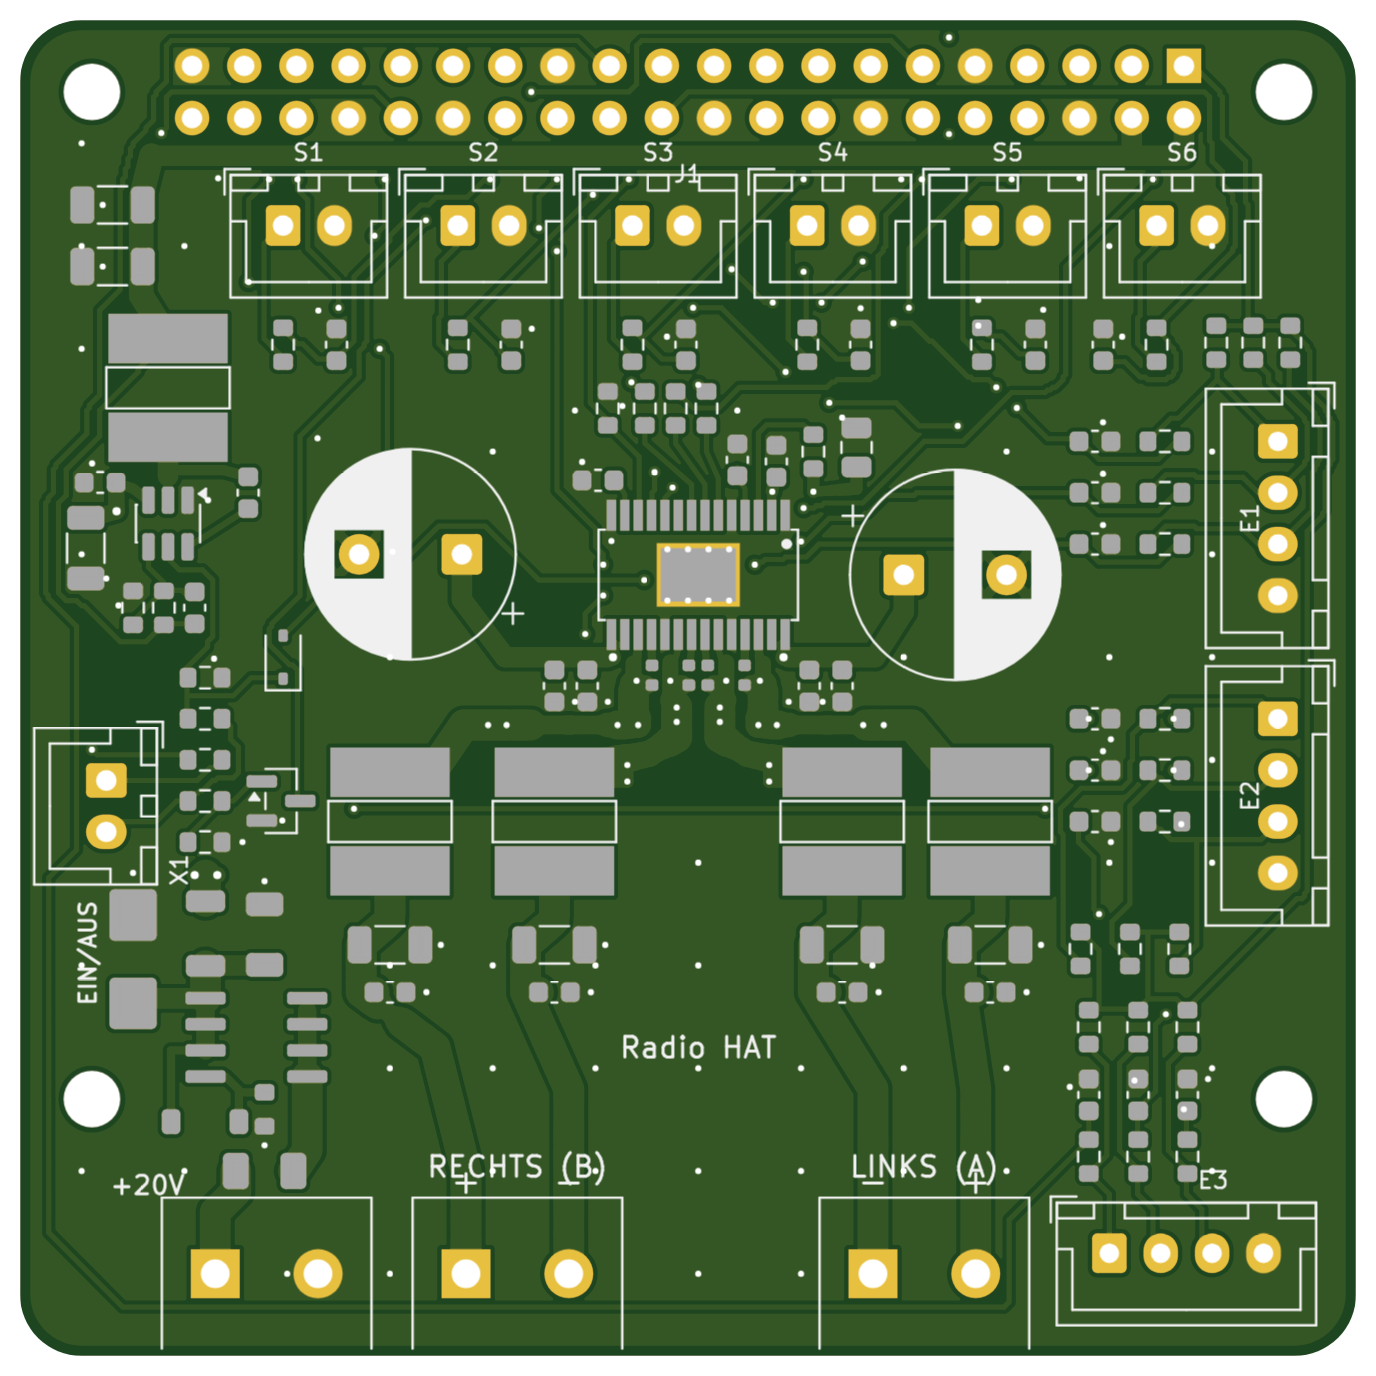 S1 S2 S3 S4 S5 S6
J1
E1
E2
X1
EIN/AUS
Radio HAT
+20V
RECHTS (B)
LINKS (A)
+ − − +
E3